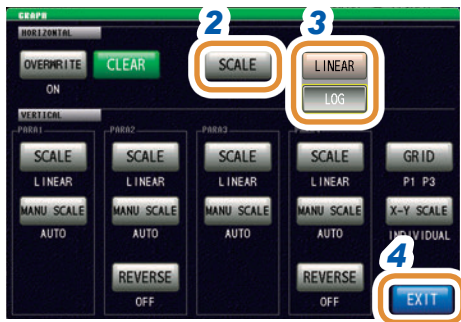 GRAPH
HORIZONTAL
2
3
OVERWRITE CLEAR SCALE LINEAR
ON
LOG
VERTICAL
PARA1 PARA2 PARA3
SCALE SCALE SCALE SCALE GRID
LINEAR LINEAR LINEAR LINEAR P1 P3
MANU SCALE MANU SCALE MANU SCALE MANU SCALE X-Y SCALE
AUTO AUTO AUTO AUTO INDIVIDUAL
4
REVERSE REVERSE
OFF OFF
EXIT